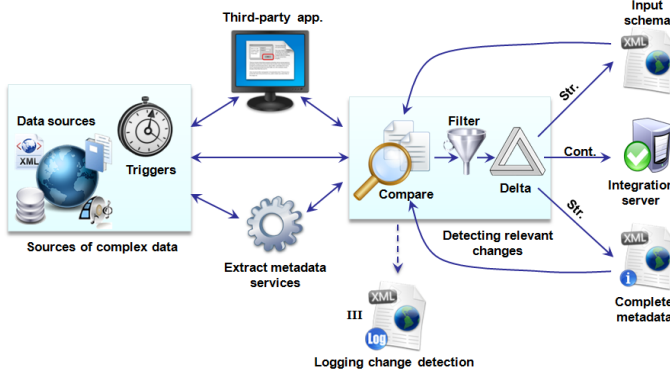 Third-party app.
Input
schema
XML
Str.
Data sources
XML
Triggers
Filter
Compare
Delta
Cont.
Integration
server
Sources of complex data
Extract metadata
services
Detecting relevant
changes
Str.
XML
Complete
metadata
III
XML
Log
Logging change detection